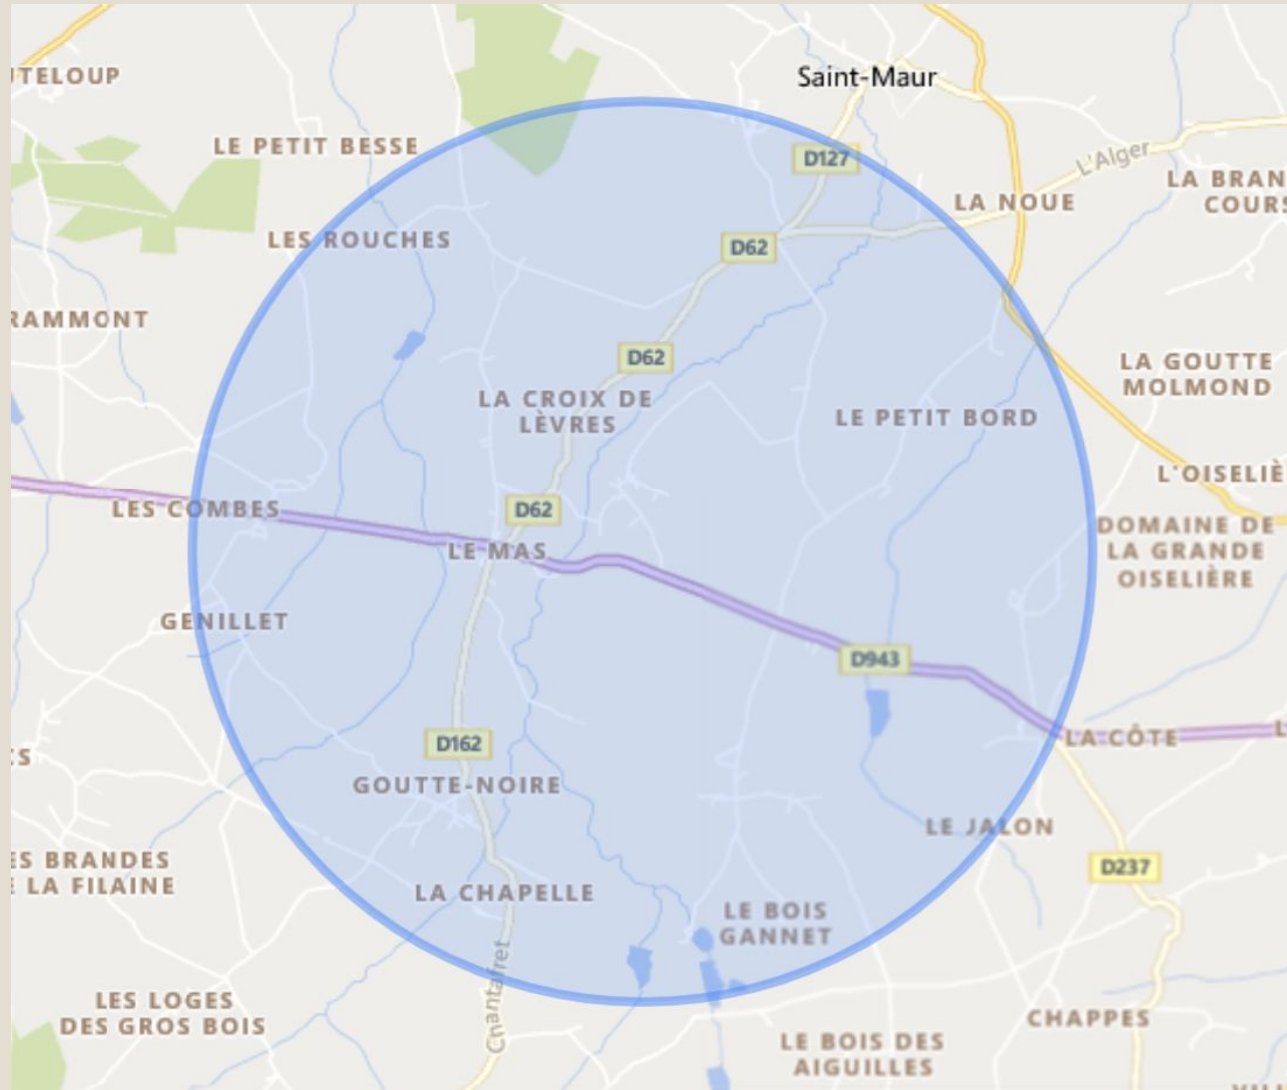 Saint-Maur
UTELOUP
LE PETIT BESSE
D127
L'Alger
LA BRAN
COURS
LA NOUE
LES ROUCHES
D62
RAMMONT
D62
LA GOUTTE
MOLMOND
LA CROIX DE
LÈVRES
LE PETIT BORD
L'OISELIÈ
LES COMBES
D62
DOMAINE DE
LA GRANDE
OISELIÈRE
LE MAS
GENILLET
D943
D162
LA CÔTE
L
CS
GOUTTE-NOIRE
LE JALON
ES BRANDES
E LA FILAINE
D237
LA CHAPELLE
LE BOIS
GANNET
Chantafret
LES LOGES
DES GROS BOIS
CHAPPES
LE BOIS DES
AIGUILLES